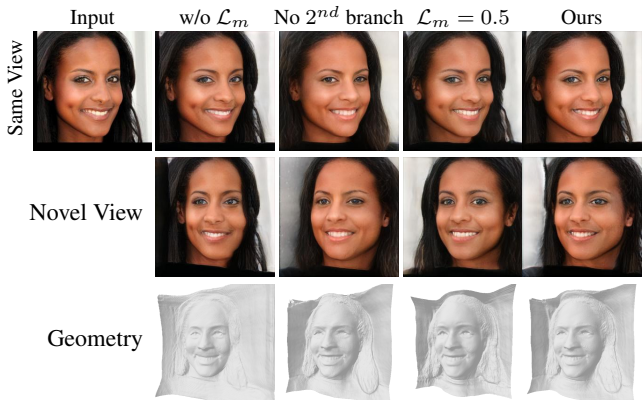 Input w/o $\mathcal{L}_m$ No $2^{nd}$ branch $\mathcal{L}_m = 0.5$ Ours
Same View
Novel View
Geometry